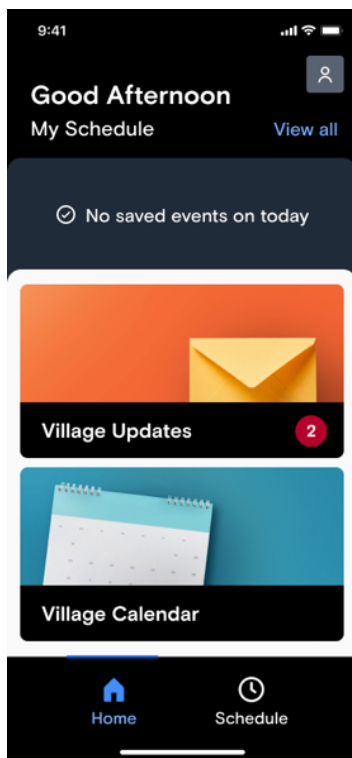 9:41
Good Afternoon
My Schedule View all
No saved events on today
Village Updates 2
Village Calendar
Home Schedule